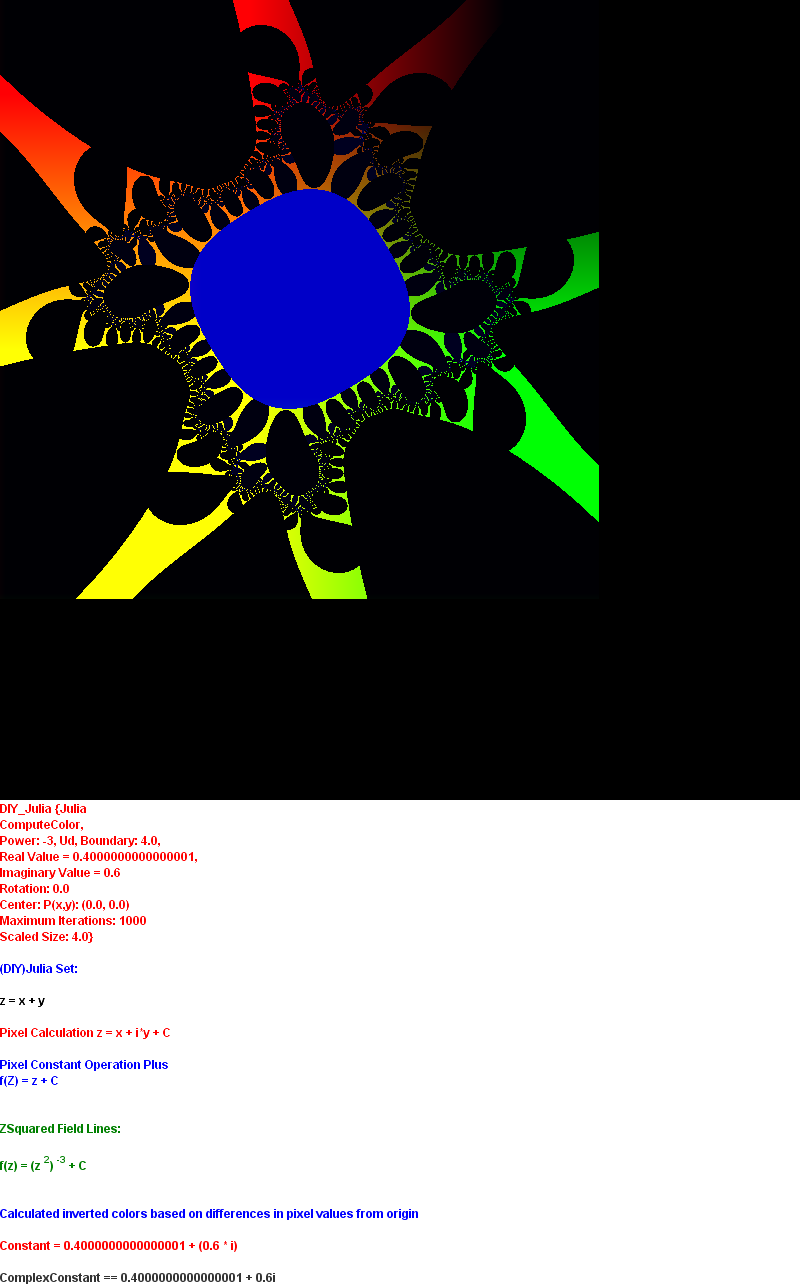 DIY_Julia {Julia
ComputeColor,
Power: -3, Ud, Boundary: 4.0,
Real Value = 0.4000000000000001,
Imaginary Value = 0.6
Rotation: 0.0
Center: P(x,y): (0.0, 0.0)
Maximum Iterations: 1000
Scaled Size: 4.0}
(DIY)Julia Set:
z = x + y
Pixel Calculation z = x + i*y + C
Pixel Constant Operation Plus
f(Z) = z + C
ZSquared Field Lines:
f(z) = (z ²) ⁻³ + C
Calculated inverted colors based on differences in pixel values from origin
Constant = 0.4000000000000001 + (0.6 * i)
ComplexConstant == 0.4000000000000001 + 0.6i